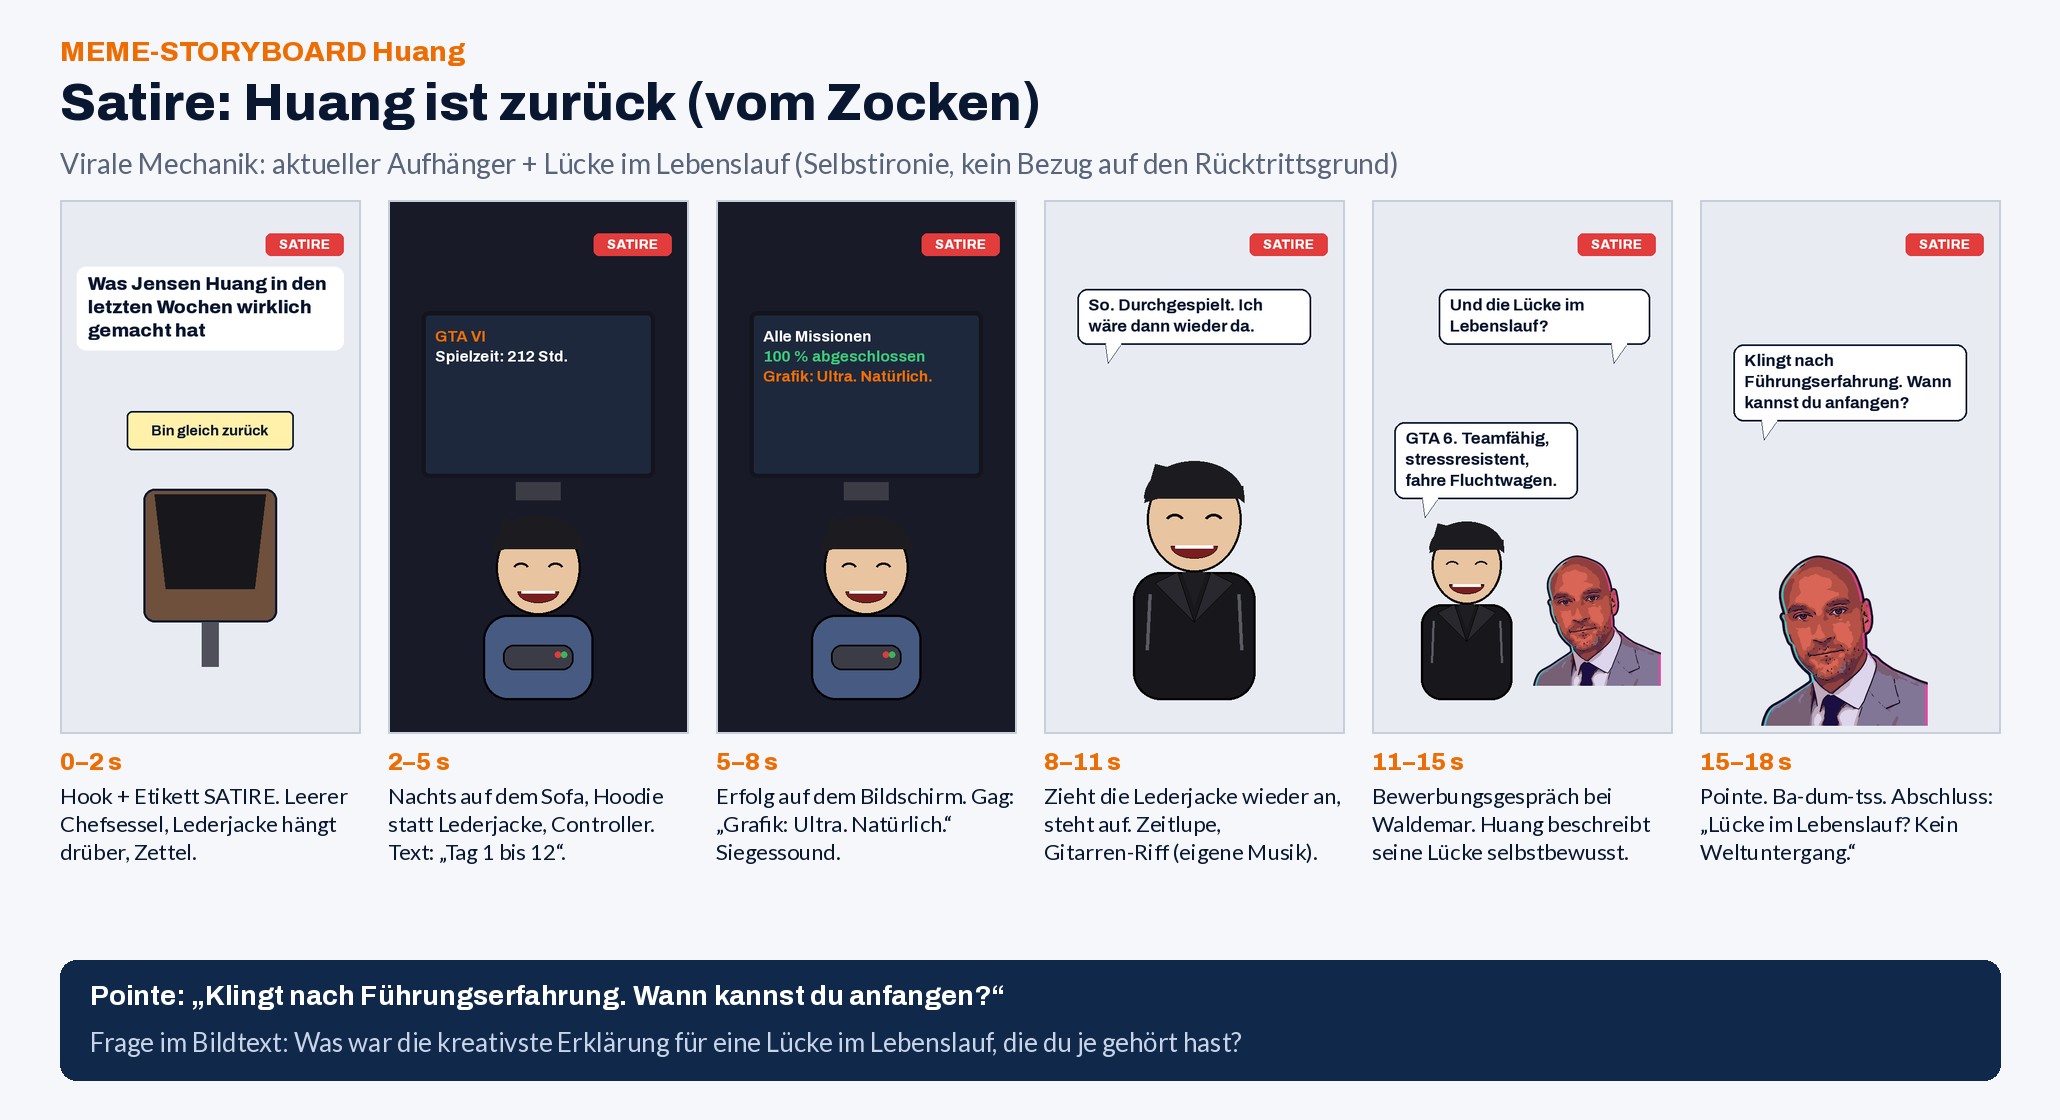 MEME-STORYBOARD Huang
Satire: Huang ist zurück (vom Zocken)
Virale Mechanik: aktueller Aufhänger + Lücke im Lebenslauf (Selbstironie, kein Bezug auf den Rücktrittsgrund)
SATIRE
Was Jensen Huang in den
letzten Wochen wirklich
gemacht hat
Bin gleich zurück
0–2 s
Hook + Etikett SATIRE. Leerer
Chefsessel, Lederjacke hängt
drüber, Zettel.
SATIRE
GTA VI
Spielzeit: 212 Std.
2–5 s
Nachts auf dem Sofa, Hoodie
statt Lederjacke, Controller.
Text: „Tag 1 bis 12“.
SATIRE
Alle Missionen
100 % abgeschlossen
Grafik: Ultra. Natürlich.
5–8 s
Erfolg auf dem Bildschirm. Gag:
„Grafik: Ultra. Natürlich.“
Siegessound.
SATIRE
So. Durchgespielt. Ich
wäre dann wieder da.
8–11 s
Zieht die Lederjacke wieder an,
steht auf. Zeitlupe,
Gitarren-Riff (eigene Musik).
SATIRE
Und die Lücke im
Lebenslauf?
GTA 6. Teamfähig,
stressresistent,
fahre Fluchtwagen.
11–15 s
Bewerbungsgespräch bei
Waldemar. Huang beschreibt
seine Lücke selbstbewusst.
SATIRE
Klingt nach
Führungserfahrung. Wann
kannst du anfangen?
15–18 s
Pointe. Ba-dum-tss. Abschluss:
„Lücke im Lebenslauf? Kein
Weltuntergang.“
Pointe: „Klingt nach Führungserfahrung. Wann kannst du anfangen?“
Frage im Bildtext: Was war die kreativste Erklärung für eine Lücke im Lebenslauf, die du je gehört hast?